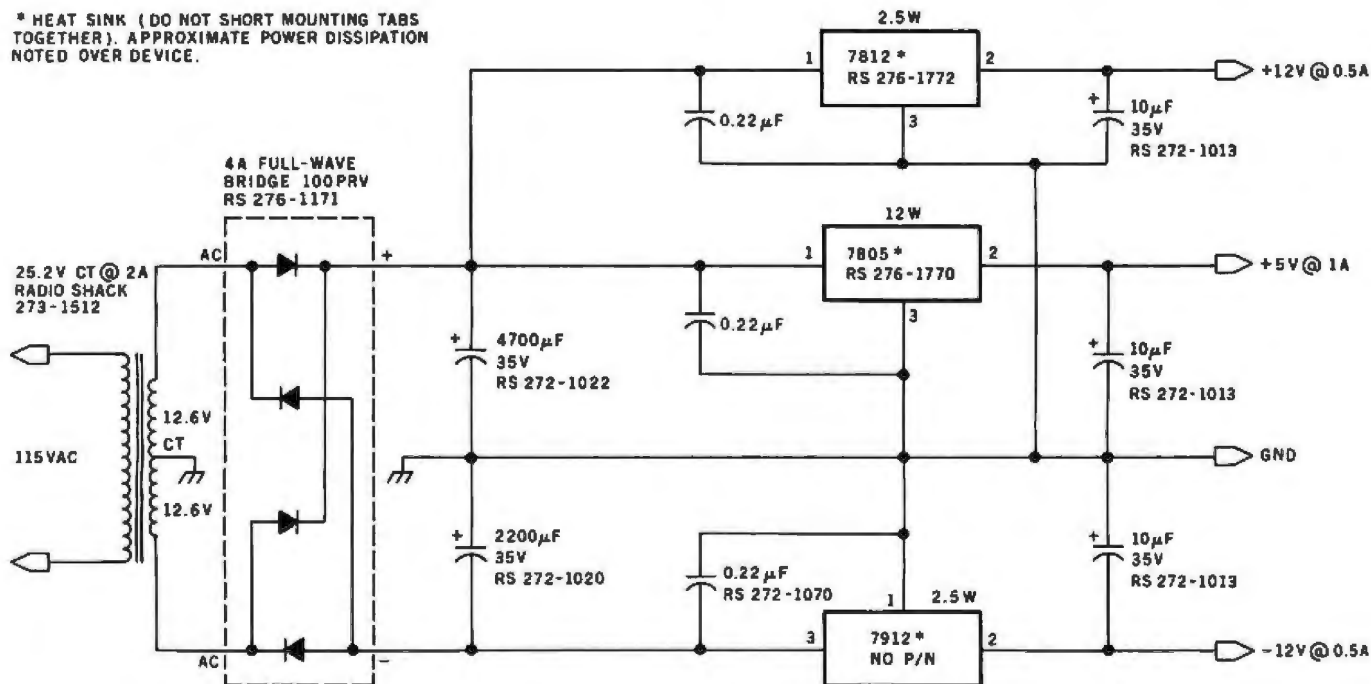 * HEAT SINK (DO NOT SHORT MOUNTING TABS
TOGETHER). APPROXIMATE POWER DISSIPATION
NOTED OVER DEVICE.
2.5W
1
7812 *
RS 276-1772
2
3
+12V @ 0.5A
0.22µF
+
10µF
35V
RS 272-1013
4A FULL-WAVE
BRIDGE 100PRV
RS 276-1171
12W
AC
+
1
7805 *
RS 276-1770
2
3
+5V @ 1A
25.2V CT @ 2A
RADIO SHACK
273-1512
0.22µF
+
4700µF
35V
RS 272-1022
+
10µF
35V
RS 272-1013
12.6V
CT
115VAC
12.6V
GND
+
2200µF
35V
RS 272-1020
0.22µF
RS 272-1070
+
10µF
35V
RS 272-1013
1
2.5W
AC
-
3
7912 *
NO P/N
2
-12V @ 0.5A